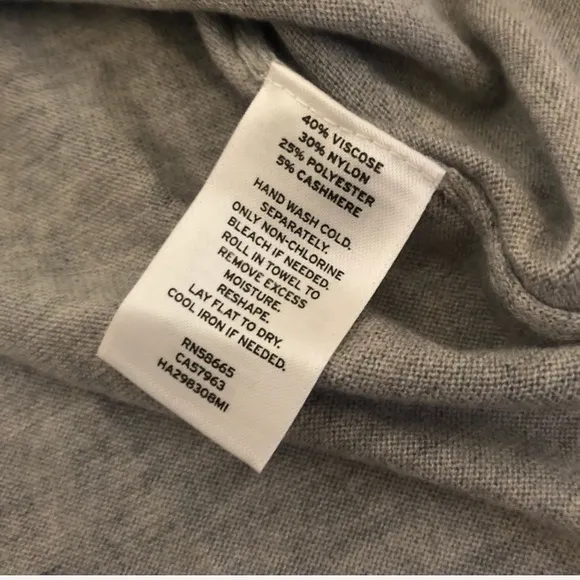 40% VISCOSE
30% NYLON
25% POLYESTER
5% CASHMERE
HAND WASH COLD.
SEPARATELY.
ONLY NON-CHLORINE
BLEACH IF NEEDED.
ROLL IN TOWEL TO
REMOVE EXCESS
MOISTURE.
RESHAPE.
LAY FLAT TO DRY.
COOL IRON IF NEEDED.
RN58665
CA57963
HA29830BMI